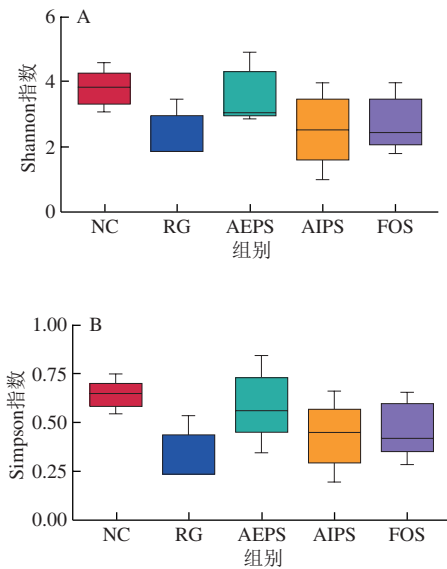 A
6
4
2
0
Shannon指数
NC RG AEPS AIPS FOS
组别
B
1.00
0.75
0.50
0.25
0.00
Simpson指数
NC RG AEPS AIPS FOS
组别